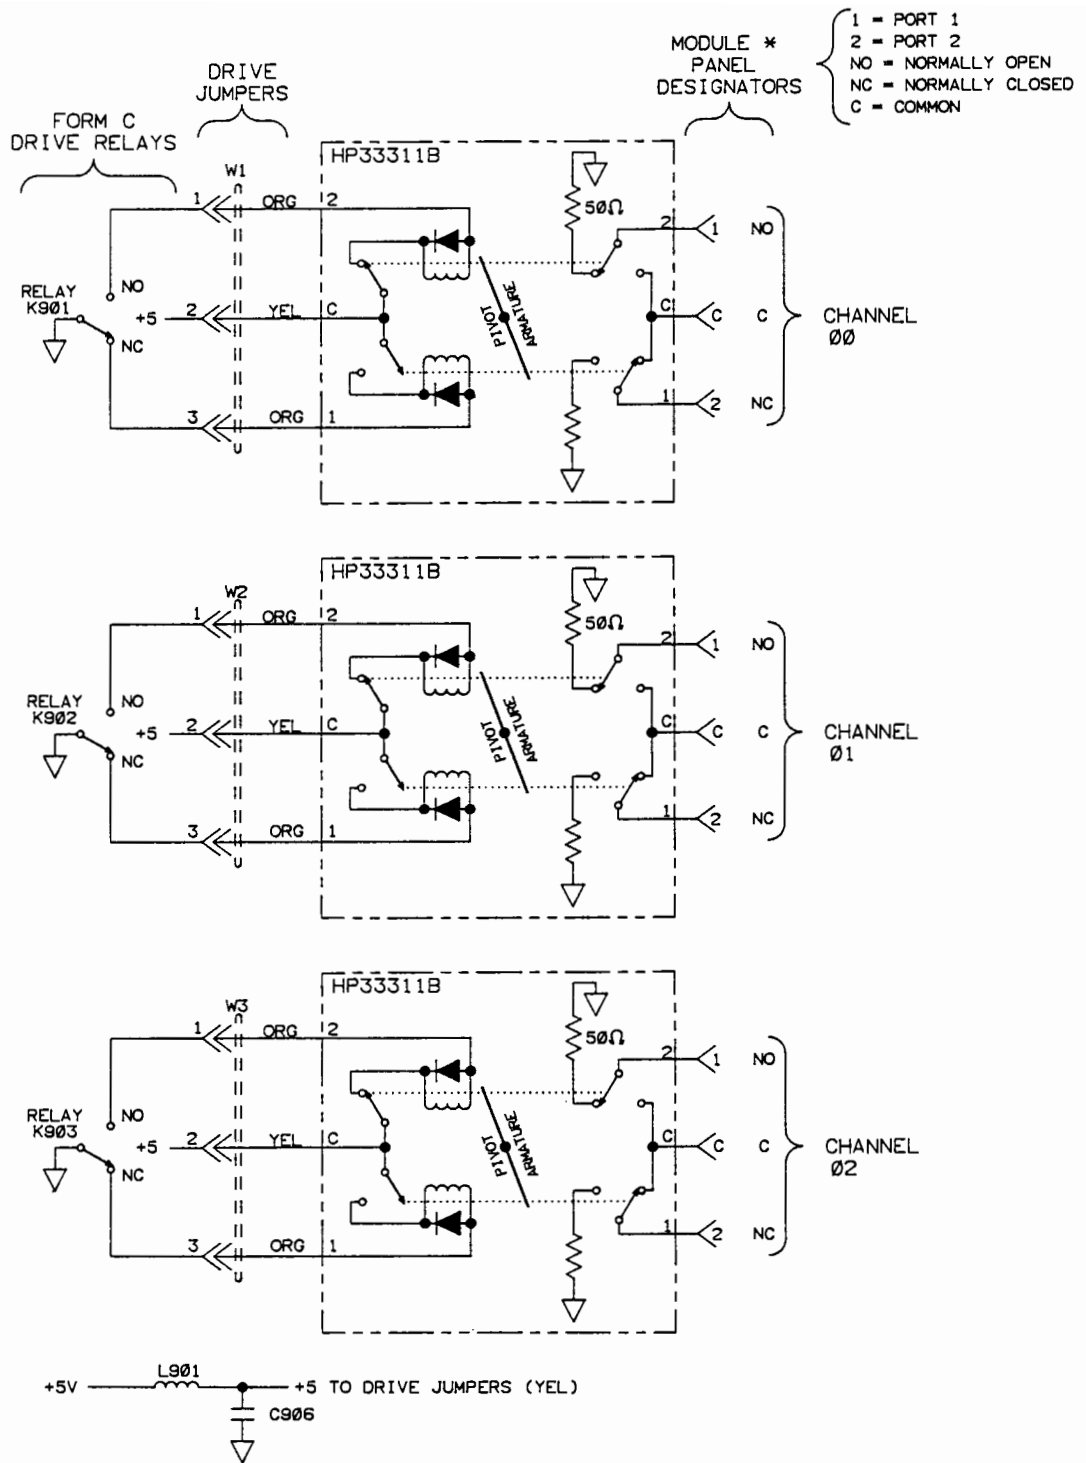 1 = PORT 1
2 = PORT 2
NO = NORMALLY OPEN
NC = NORMALLY CLOSED
C = COMMON
MODULE *
PANEL
DESIGNATORS
DRIVE
JUMPERS
FORM C
DRIVE RELAYS
HP33311B
W1
1 ORG 2
50Ω
2 1 NO
NO
RELAY
K901
+5 2 YEL C
NC
PIVOT
ARMATURE
C C C
CHANNEL
00
3 ORG 1
1 2 NC
HP33311B
W2
1 ORG 2
50Ω
2 1 NO
NO
RELAY
K902
+5 2 YEL C
NC
PIVOT
ARMATURE
C C C
CHANNEL
01
3 ORG 1
1 2 NC
HP33311B
W3
1 ORG 2
50Ω
2 1 NO
NO
RELAY
K903
+5 2 YEL C
NC
PIVOT
ARMATURE
C C C
CHANNEL
02
3 ORG 1
1 2 NC
L901
+5V +5 TO DRIVE JUMPERS (YEL)
C906